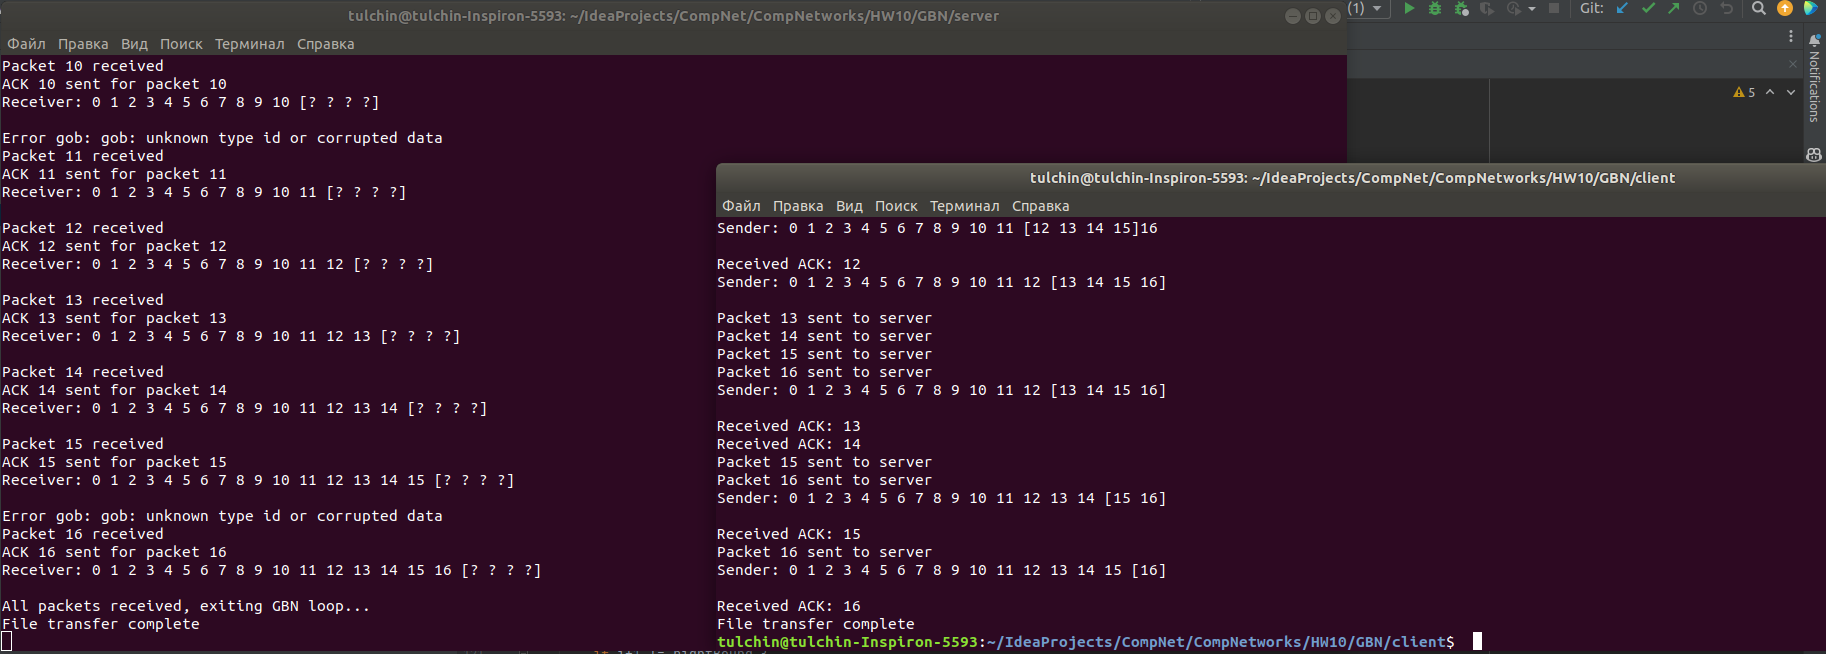 tulchin@tulchin-Inspiron-5593: ~/IdeaProjects/CompNet/CompNetworks/HW10/GBN/server
Файл Правка Вид Поиск Терминал Справка
Packet 10 received
ACK 10 sent for packet 10
Receiver: 0 1 2 3 4 5 6 7 8 9 10 [? ? ? ?]
Error gob: gob: unknown type id or corrupted data
Packet 11 received
ACK 11 sent for packet 11
Receiver: 0 1 2 3 4 5 6 7 8 9 10 11 [? ? ? ?]
Packet 12 received
ACK 12 sent for packet 12
Receiver: 0 1 2 3 4 5 6 7 8 9 10 11 12 [? ? ? ?]
Packet 13 received
ACK 13 sent for packet 13
Receiver: 0 1 2 3 4 5 6 7 8 9 10 11 12 13 [? ? ? ?]
Packet 14 received
ACK 14 sent for packet 14
Receiver: 0 1 2 3 4 5 6 7 8 9 10 11 12 13 14 [? ? ? ?]
Packet 15 received
ACK 15 sent for packet 15
Receiver: 0 1 2 3 4 5 6 7 8 9 10 11 12 13 14 15 [? ? ? ?]
Error gob: gob: unknown type id or corrupted data
Packet 16 received
ACK 16 sent for packet 16
Receiver: 0 1 2 3 4 5 6 7 8 9 10 11 12 13 14 15 16 [? ? ? ?]
All packets received, exiting GBN loop...
File transfer complete
(1)
Git:
5
Notifications
tulchin@tulchin-Inspiron-5593: ~/IdeaProjects/CompNet/CompNetworks/HW10/GBN/client
Файл Правка Вид Поиск Терминал Справка
Sender: 0 1 2 3 4 5 6 7 8 9 10 11 [12 13 14 15]16
Received ACK: 12
Sender: 0 1 2 3 4 5 6 7 8 9 10 11 12 [13 14 15 16]
Packet 13 sent to server
Packet 14 sent to server
Packet 15 sent to server
Packet 16 sent to server
Sender: 0 1 2 3 4 5 6 7 8 9 10 11 12 [13 14 15 16]
Received ACK: 13
Received ACK: 14
Packet 15 sent to server
Packet 16 sent to server
Sender: 0 1 2 3 4 5 6 7 8 9 10 11 12 13 14 [15 16]
Received ACK: 15
Packet 16 sent to server
Sender: 0 1 2 3 4 5 6 7 8 9 10 11 12 13 14 15 [16]
Received ACK: 16
File transfer complete
tulchin@tulchin-Inspiron-5593:~/IdeaProjects/CompNet/CompNetworks/HW10/GBN/client$